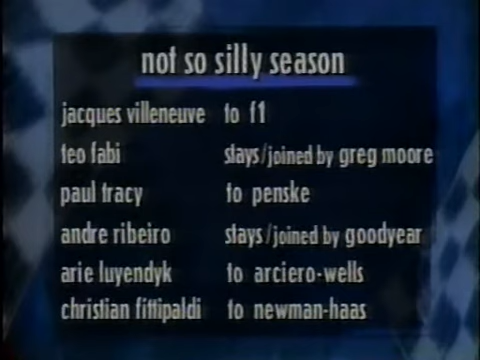 not so silly season
jacques villeneuve to f1
teo fabi stays/joined by greg moore
paul tracy to penske
andre ribeiro stays/joined by goodyear
arie luyendyk to arciero-wells
christian fittipaldi to newman-haas